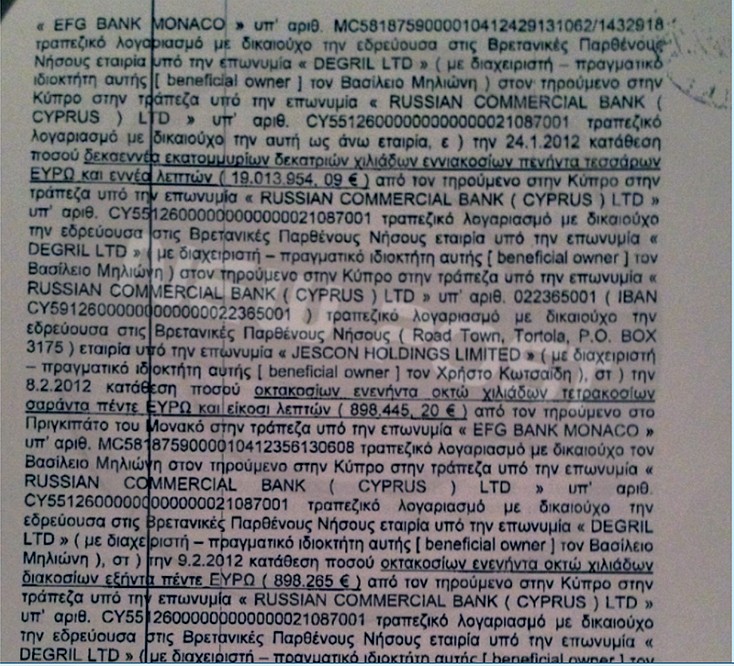 « EFG BANK MONACO » υπ' αριθ. MC5818759000010412429131062/1432918
τραπεζικό λογαριασμό με δικαιούχο την εδρεύουσα στις Βρετανικές Παρθένους
Νήσους εταιρία υπό την επωνυμία « DEGRIL LTD » ( με διαχειριστή – πραγματικό
ιδιοκτήτη αυτής [ beneficial owner ] τον Βασίλειο Μηλιώνη ) στον τηρούμενο στην
Κύπρο στην τράπεζα υπό την επωνυμία « RUSSIAN COMMERCIAL BANK (
CYPRUS ) LTD » υπ' αριθ. CY55126000000000000021087001 τραπεζικό
λογαριασμό με δικαιούχο την αυτή ως άνω εταιρία, ε ) την 24.1.2012 κατάθεση
ποσού δεκαεννέα εκατομμυρίων δεκατριών χιλιάδων εννιακοσίων πενήντα τεσσάρων
ΕΥΡΩ και εννέα λεπτών ( 19.013.954, 09 € ) από τον τηρούμενο στην Κύπρο στην
τράπεζα υπό την επωνυμία « RUSSIAN COMMERCIAL BANK ( CYPRUS ) LTD »
υπ' αριθ. CY55126000000000000021087001 τραπεζικό λογαριασμό με δικαιούχο
την εδρεύουσα στις Βρετανικές Παρθένους Νήσους εταιρία υπό την επωνυμία «
DEGRIL LTD » ( με διαχειριστή – πραγματικό ιδιοκτήτη αυτής [ beneficial owner ] τον
Βασίλειο Μηλιώνη ) στον τηρούμενο στην Κύπρο στην τράπεζα υπό την επωνυμία «
RUSSIAN COMMERCIAL BANK ( CYPRUS ) LTD » υπ' αριθ. 022365001 ( IBAN
CY59126000000000000022365001 ) τραπεζικό λογαριασμό με δικαιούχο την
εδρεύουσα στις Βρετανικές Παρθένους Νήσους ( Road Town, Tortola, P.O. BOX
3175 ) εταιρία υπό την επωνυμία « JESCON HOLDINGS LIMITED » ( με διαχειριστή
– πραγματικό ιδιοκτήτη αυτής [ beneficial owner ] τον Χρήστο Κωτσαΐδη ), στ ) την
8.2.2012 κατάθεση ποσού οκτακοσίων ενενήντα οκτώ χιλιάδων τετρακοσίων
σαράντα πέντε ΕΥΡΩ και είκοσι λεπτών ( 898.445, 20 € ) από τον τηρούμενο στο
Πριγκιπάτο του Μονακό στην τράπεζα υπό την επωνυμία « EFG BANK MONACO »
υπ' αριθμ. MC5818759000010412356130608 τραπεζικό λογαριασμό με δικαιούχο τον
Βασίλειο Μηλιώνη στον τηρούμενο στην Κύπρο στην τράπεζα υπό την επωνυμία «
RUSSIAN COMMERCIAL BANK ( CYPRUS ) LTD » υπ' αριθ.
CY55126000000000000021087001 τραπεζικό λογαριασμό με δικαιούχο την
εδρεύουσα στις Βρετανικές Παρθένους Νήσους εταιρία υπό την επωνυμία « DEGRIL
LTD » ( με διαχειριστή – πραγματικό ιδιοκτήτη αυτής [ beneficial owner ] τον Βασίλειο
Μηλιώνη ), στ ) την 9.2.2012 κατάθεση ποσού οκτακοσίων ενενήντα οκτώ χιλιάδων
διακοσίων εξήντα πέντε ΕΥΡΩ ( 898.265 € ) από τον τηρούμενο στην Κύπρο στην
τράπεζα υπό την επωνυμία « RUSSIAN COMMERCIAL BANK ( CYPRUS ) LTD »
υπ' αριθ. CY55126000000000000021087001 τραπεζικό λογαριασμό με δικαιούχο
την εδρεύουσα στις Βρετανικές Παρθένους Νήσους εταιρία υπό την επωνυμία «
DEGRIL LTD » ( με διαχειριστή – πραγματικό ιδιοκτήτη αυτής [ beneficial owner ] τον